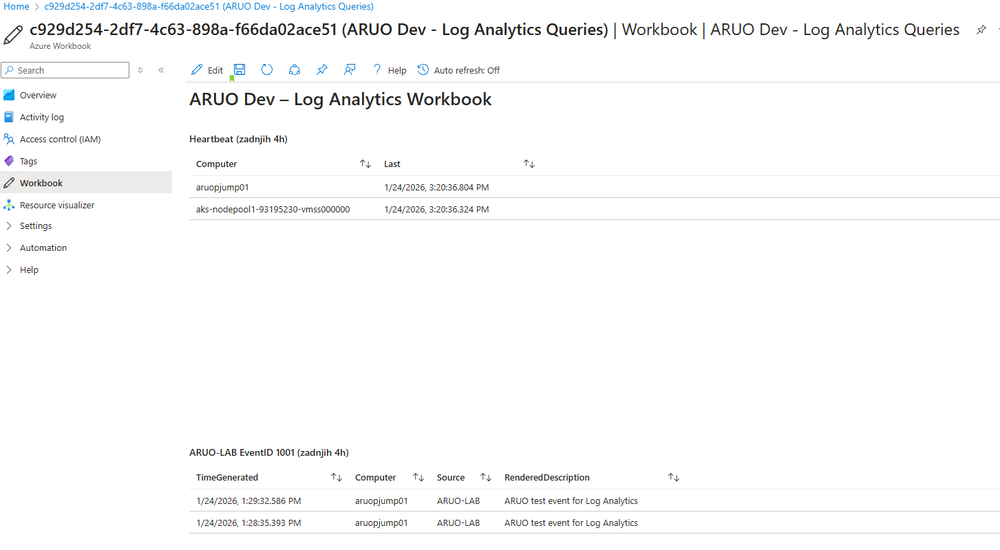 Home > c929d254-2df7-4c63-898a-f66da02ace51 (ARUO Dev - Log Analytics Queries)
c929d254-2df7-4c63-898a-f66da02ace51 (ARUO Dev - Log Analytics Queries) | Workbook | ARUO Dev - Log Analytics Queries
Azure Workbook
Search
Edit
Help
Auto refresh: Off
Overview
Activity log
Access control (IAM)
Tags
Workbook
Resource visualizer
Settings
Automation
Help
ARUO Dev – Log Analytics Workbook
Heartbeat (zadnjih 4h)
Computer Last
aruopjump01 1/24/2026, 3:20:36.804 PM
aks-nodepool1-93195230-vmss000000 1/24/2026, 3:20:36.324 PM
ARUO-LAB EventID 1001 (zadnjih 4h)
TimeGenerated Computer Source RenderedDescription
1/24/2026, 1:29:32.586 PM aruopjump01 ARUO-LAB ARUO test event for Log Analytics
1/24/2026, 1:28:35.393 PM aruopjump01 ARUO-LAB ARUO test event for Log Analytics